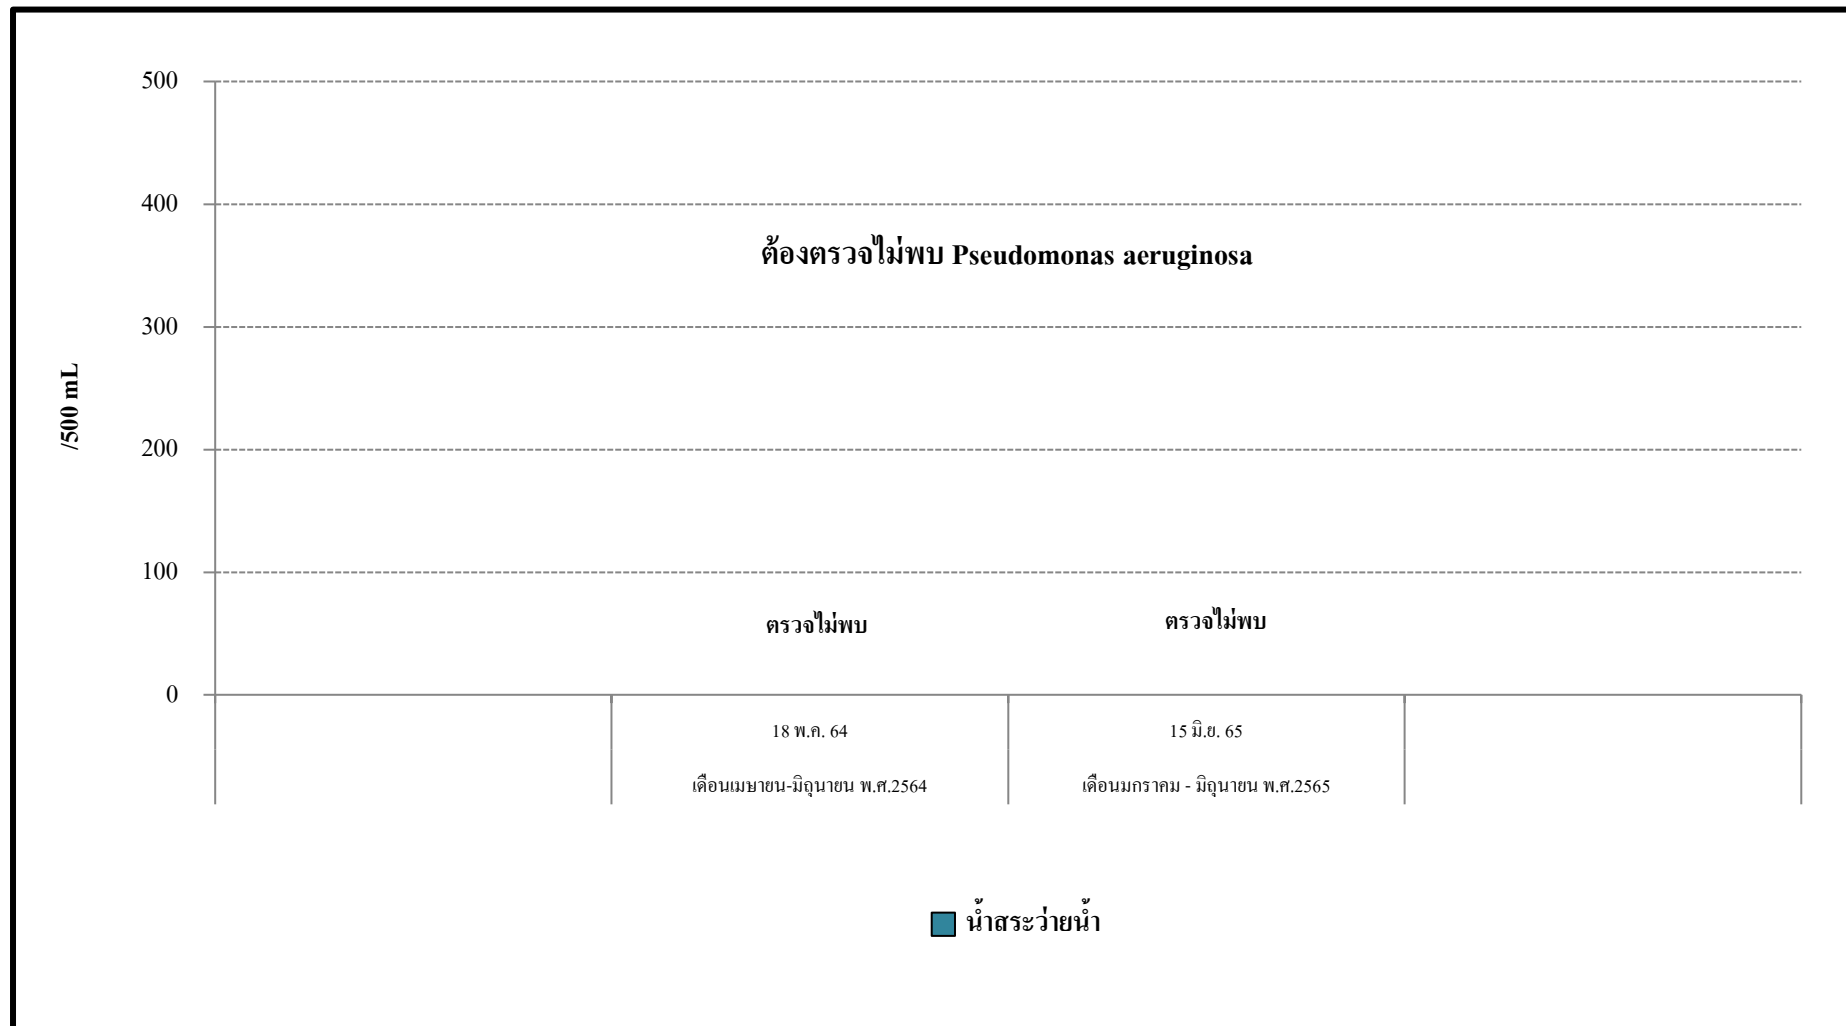 500
400
ต้องตรวจไม่พบ Pseudomonas aeruginosa
300
/500 mL
200
100
ตรวจไม่พบ
ตรวจไม่พบ
0
18 พ.ค. 64
15 มิ.ย. 65
เดือนเมษายน-มิถุนายน พ.ศ.2564
เดือนมกราคม - มิถุนายน พ.ศ.2565
น้ำสระว่ายน้ำ